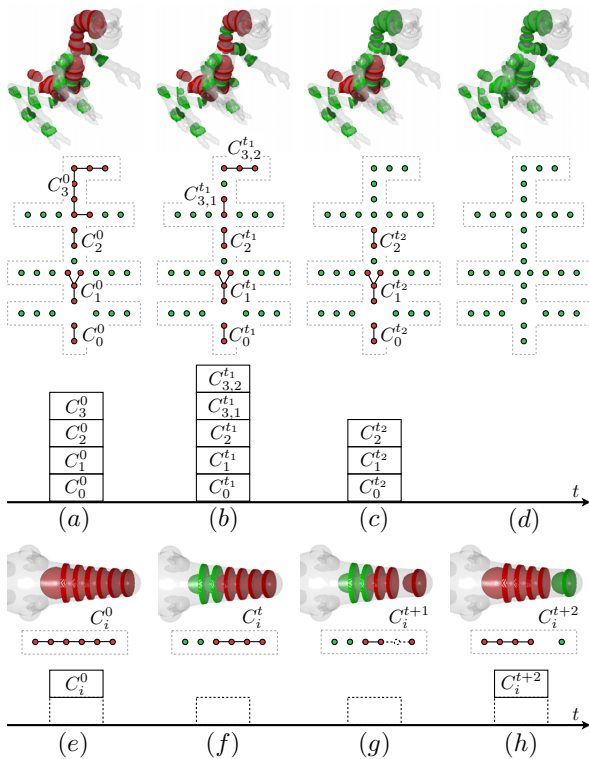 C_{3,2}^{t_1}
C_3^0 C_{3,1}^{t_1}
C_2^0 C_2^{t_1} C_2^{t_2}
C_1^0 C_1^{t_1} C_1^{t_2}
C_0^0 C_0^{t_1} C_0^{t_2}
C_{3,2}^{t_1}
C_3^0 C_{3,1}^{t_1}
C_2^0 C_2^{t_1} C_2^{t_2}
C_1^0 C_1^{t_1} C_1^{t_2}
C_0^0 C_0^{t_1} C_0^{t_2} t
(a) (b) (c) (d)
C_i^0 C_i^t C_i^{t+1} C_i^{t+2}
C_i^0 C_i^{t+2}
t
(e) (f) (g) (h)